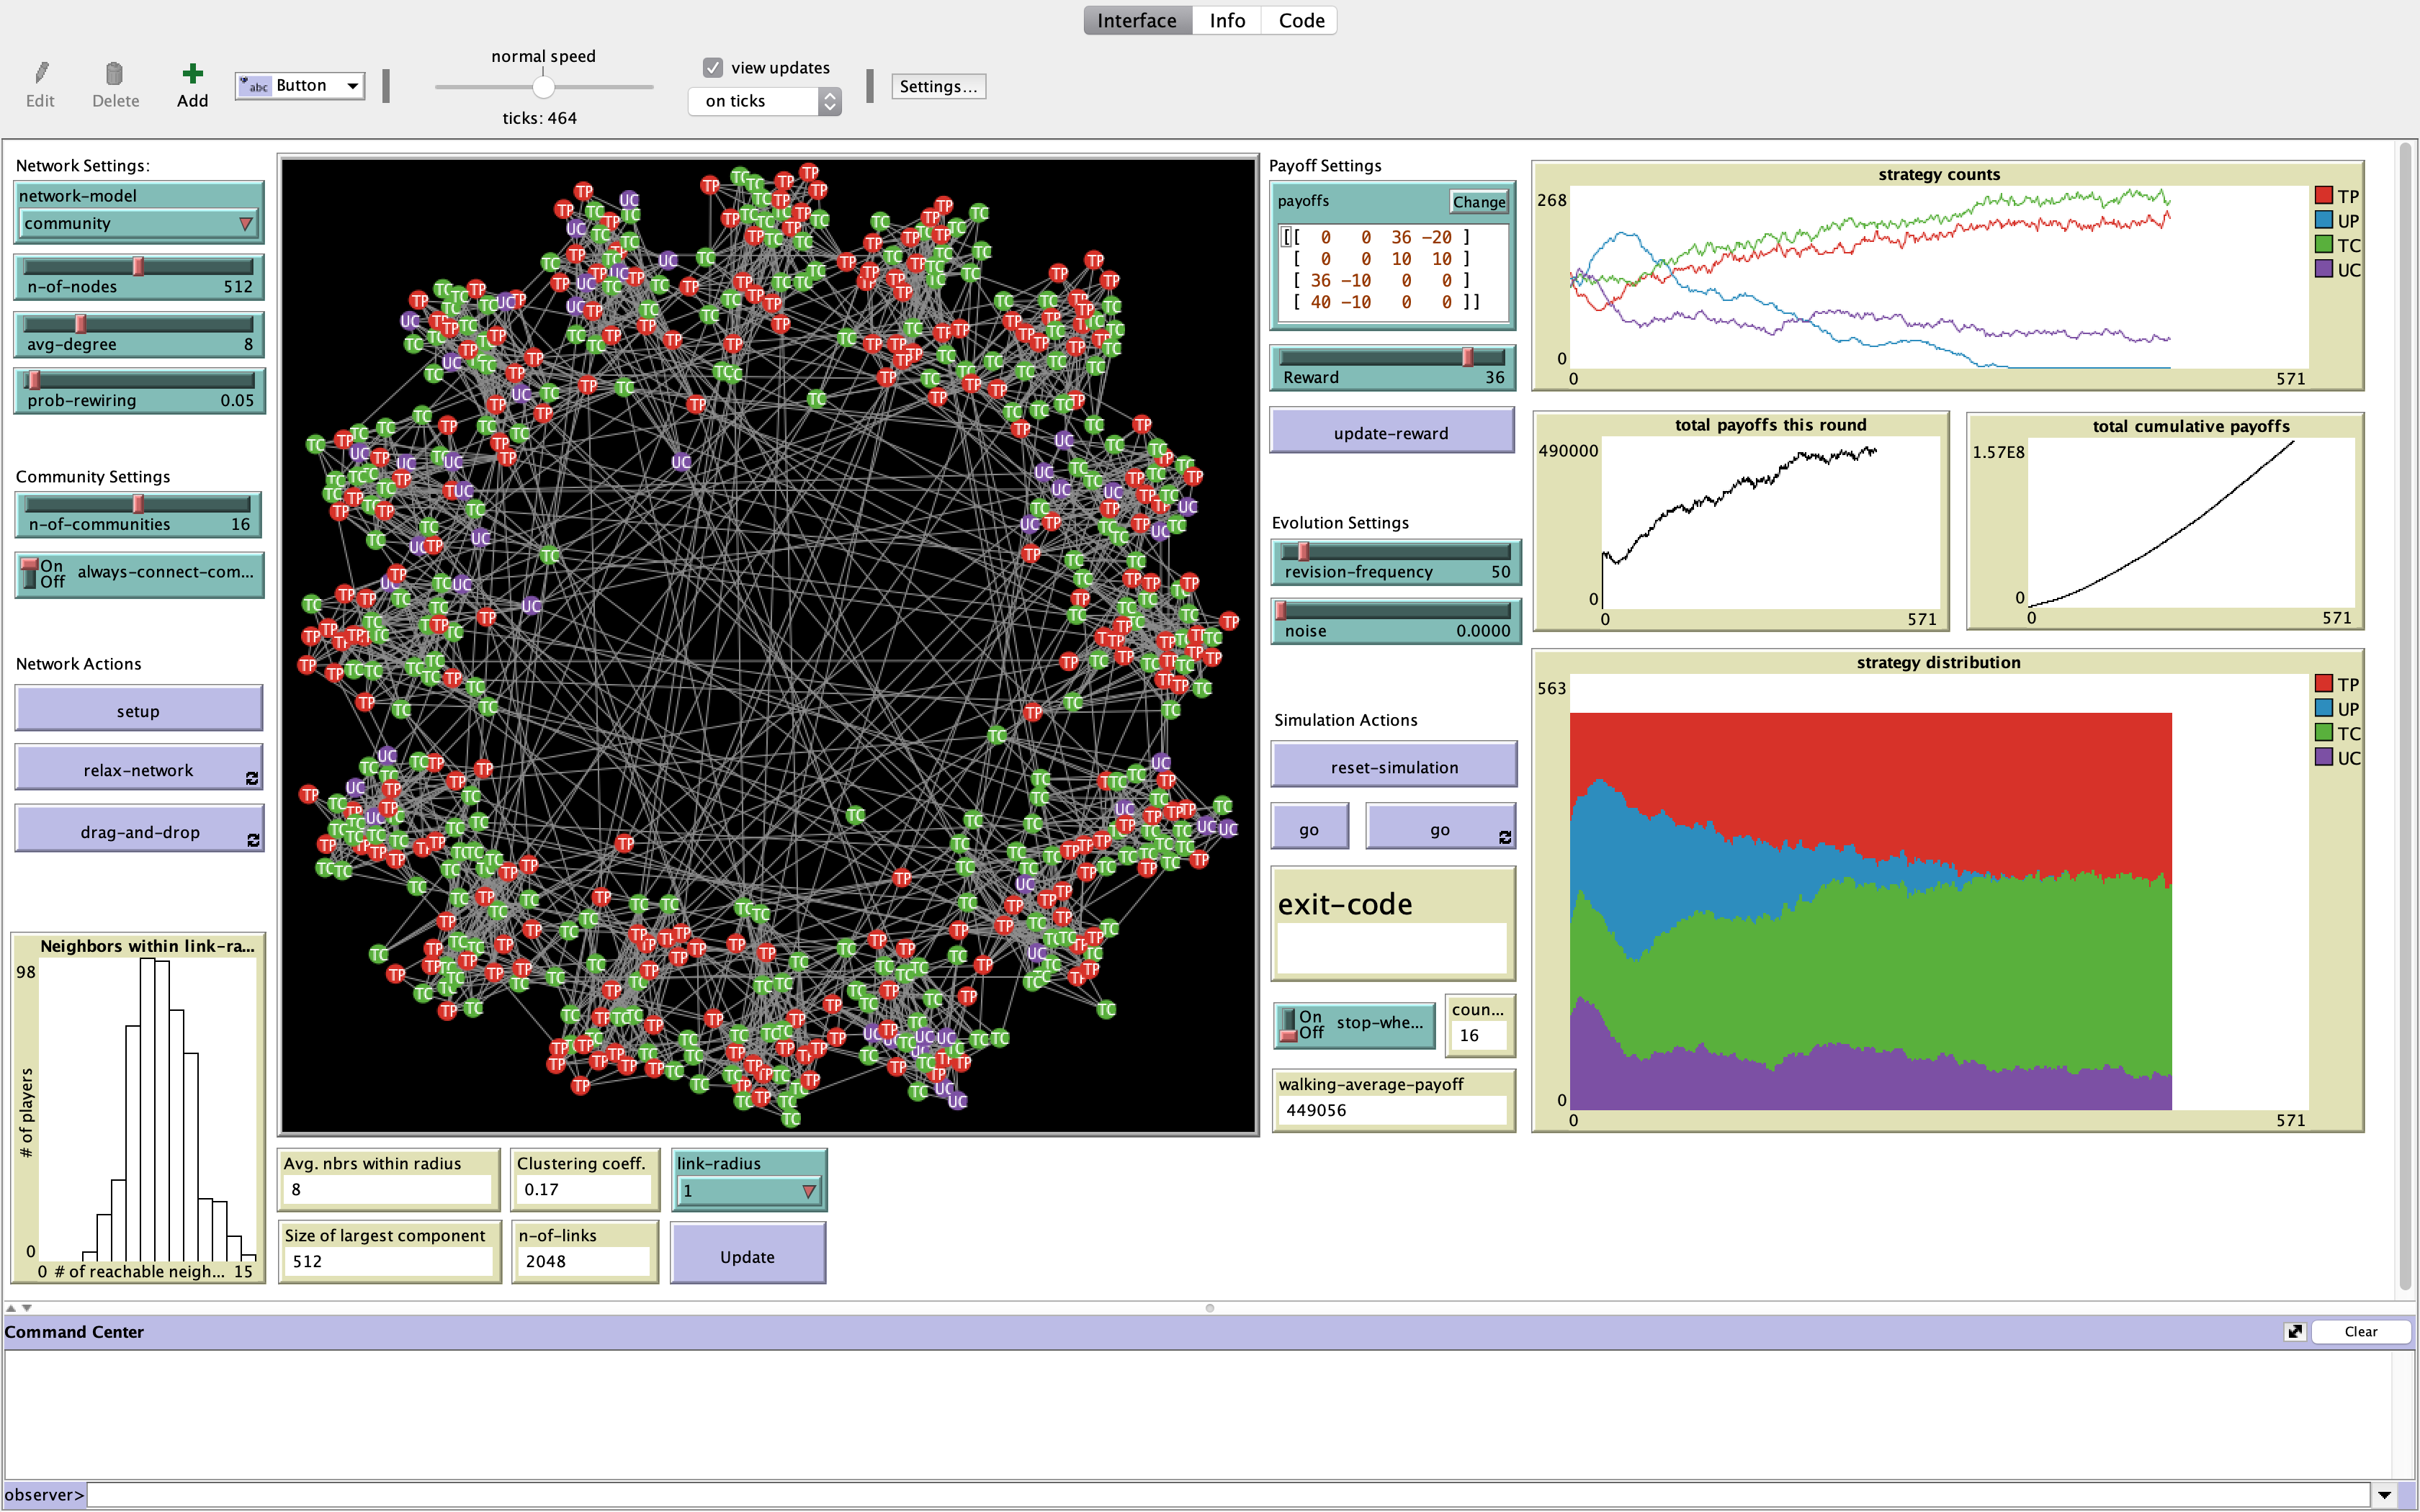 Interface Info Code
Edit
Delete
Add
abc Button
normal speed
ticks: 464
view updates
on ticks
Settings...
Network Settings:
network-model
community
n-of-nodes 512
avg-degree 8
prob-rewiring 0.05
Community Settings
n-of-communities 16
On
Off
always-connect-com...
Network Actions
setup
relax-network
drag-and-drop
Neighbors within link-ra...
98
# of players
0
0 # of reachable neigh... 15
TP
TC
UC
Avg. nbrs within radius
8
Clustering coeff.
0.17
link-radius
1
Size of largest component
512
n-of-links
2048
Update
Payoff Settings
payoffs Change
[[ 0 0 36 −20 ]
[ 0 0 10 10 ]
[ 36 −10 0 0 ]
[ 40 −10 0 0 ]]
Reward 36
update-reward
Evolution Settings
revision-frequency 50
noise 0.0000
Simulation Actions
reset-simulation
go
go
exit-code
On
Off
stop-whe...
coun...
16
walking-average-payoff
449056
strategy counts
268
0
0 571
TP
UP
TC
UC
total payoffs this round
490000
0
0 571
total cumulative payoffs
1.57E8
0
0 571
strategy distribution
563
0
0 571
TP
UP
TC
UC
Command Center
Clear
observer>